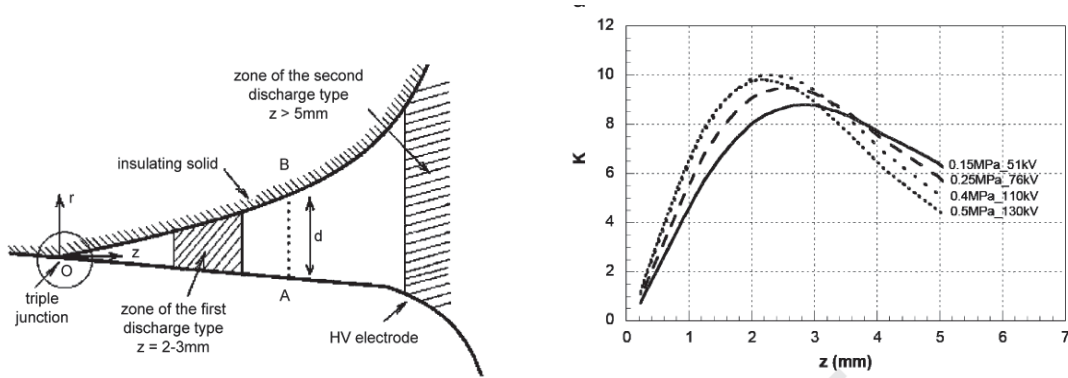 zone of the second
discharge type
z > 5mm
insulating solid
B
r
d
z
O
A
triple
junction
zone of the first
discharge type
z = 2-3mm
HV electrode
12
10
8
6
4
2
0
K
0.15MPa_51kV
0.25MPa_76kV
0.4MPa_110kV
0.5MPa_130kV
0 1 2 3 4 5 6 7
z (mm)